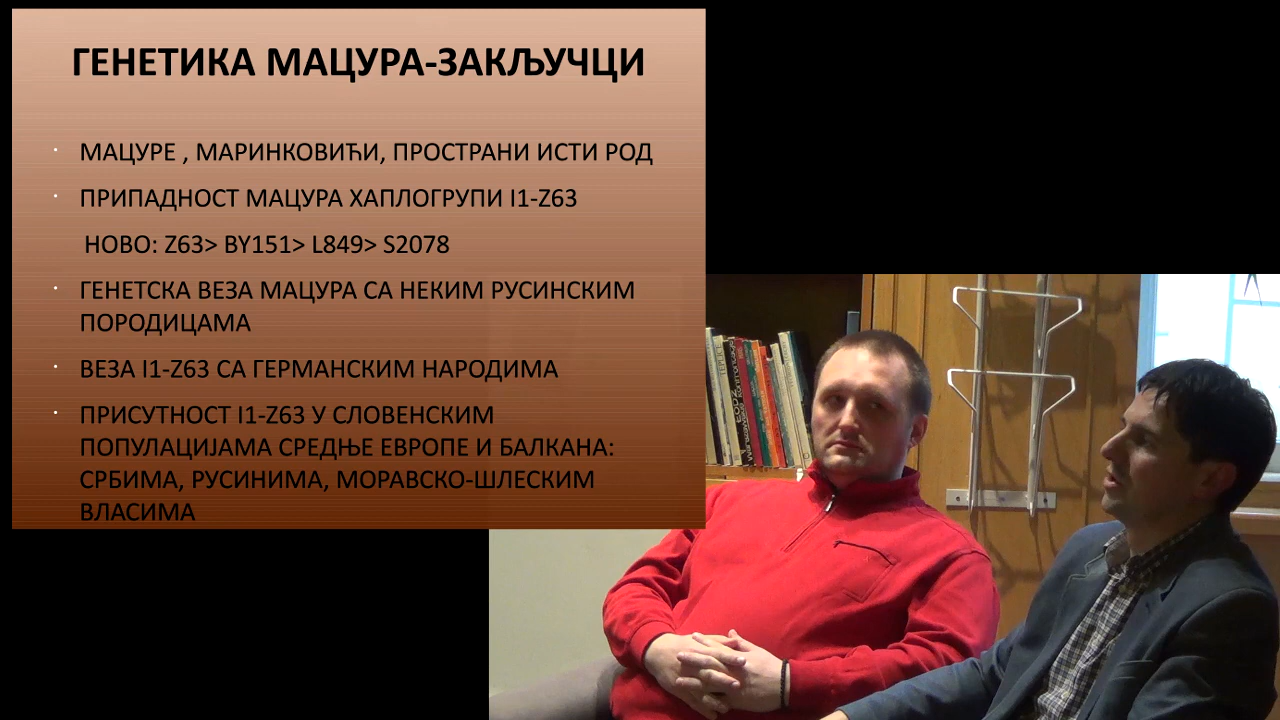 ГЕНЕТИКА МАЦУРА-ЗАКЉУЧЦИ
· МАЦУРЕ , МАРИНКОВИЋИ, ПРОСТРАНИ ИСТИ РОД
· ПРИПАДНОСТ МАЦУРА ХАПЛОГРУПИ I1-Z63
НОВО: Z63> BY151> L849> S2078
· ГЕНЕТСКА ВЕЗА МАЦУРА СА НЕКИМ РУСИНСКИМ
ПОРОДИЦАМА
· ВЕЗА I1-Z63 СА ГЕРМАНСКИМ НАРОДИМА
· ПРИСУТНОСТ I1-Z63 У СЛОВЕНСКИМ
ПОПУЛАЦИЈАМА СРЕДЊЕ ЕВРОПЕ И БАЛКАНА:
СРБИМА, РУСИНИМА, МОРАВСКО-ШЛЕСКИМ
ВЛАСИМА